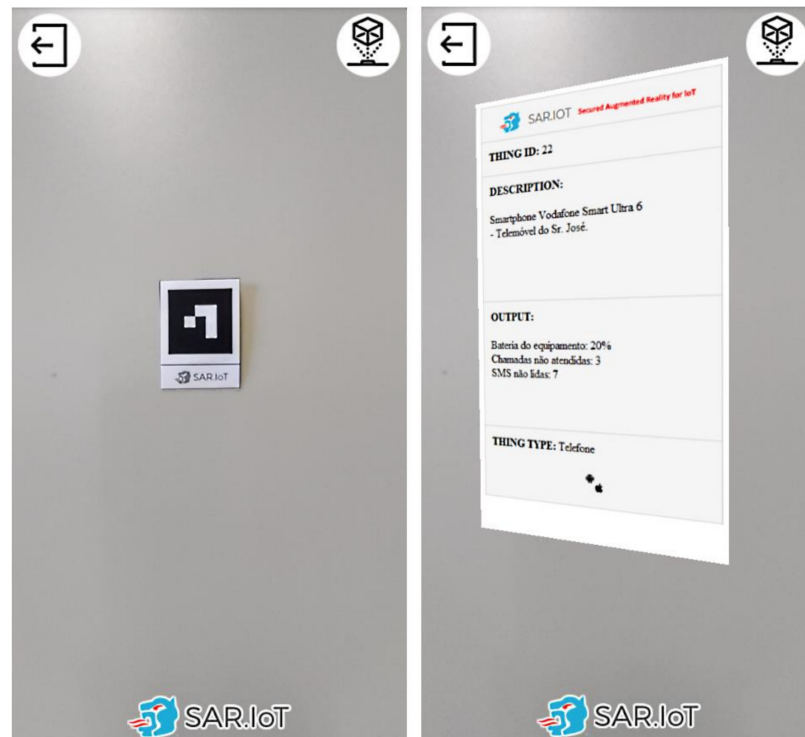 SAR.IoT
SAR.IoT
SAR.IOT Secured Augmented Reality for IoT
THING ID: 22
DESCRIPTION:
Smartphone Vodafone Smart Ultra 6
- Telemóvel do Sr. José.
OUTPUT:
Bateria do equipamento: 20%
Chamadas não atendidas: 3
SMS não lidas: 7
THING TYPE: Telefone
SAR.IoT